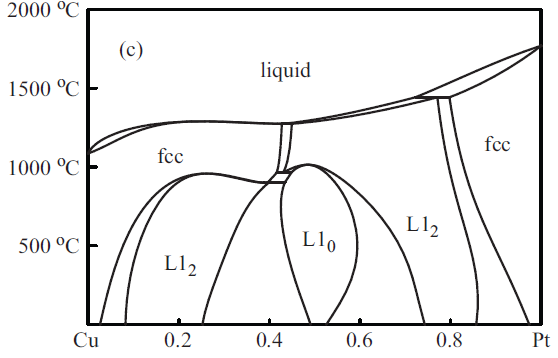 2000 °C
(c)
liquid
1500 °C
fcc
fcc
1000 °C
L1₂
L1₀
L1₂
500 °C
Cu 0.2 0.4 0.6 0.8 Pt